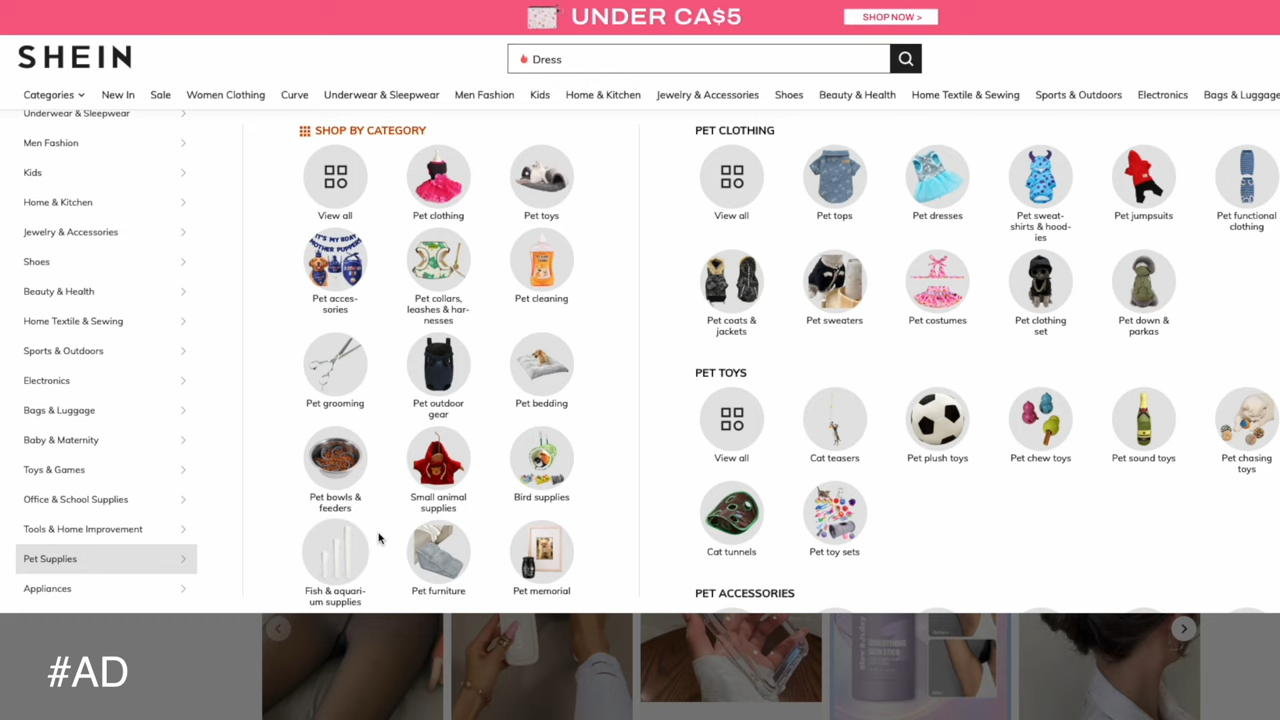 UNDER CA$5
SHOP NOW >
SHEIN
Dress
Categories
New In
Sale
Women Clothing
Curve
Underwear & Sleepwear
Men Fashion
Kids
Home & Kitchen
Jewelry & Accessories
Shoes
Beauty & Health
Home Textile & Sewing
Sports & Outdoors
Electronics
Bags & Luggage
Underwear & Sleepwear
Men Fashion
Kids
Home & Kitchen
Jewelry & Accessories
Shoes
Beauty & Health
Home Textile & Sewing
Sports & Outdoors
Electronics
Bags & Luggage
Baby & Maternity
Toys & Games
Office & School Supplies
Tools & Home Improvement
Pet Supplies
Appliances
SHOP BY CATEGORY
View all
Pet clothing
Pet toys
IT'S MY BDAY
MOTHER PUPPERS
Pet acces-
sories
Pet collars,
leashes & har-
nesses
Pet cleaning
Pet grooming
Pet outdoor
gear
Pet bedding
Pet bowls &
feeders
Small animal
supplies
Bird supplies
Fish & aquari-
um supplies
Pet furniture
Pet memorial
PET CLOTHING
View all
Pet tops
Pet dresses
Pet sweat-
shirts & hood-
ies
Pet jumpsuits
Pet functional
clothing
Pet coats &
jackets
Pet sweaters
Pet costumes
Pet clothing
set
Pet down &
parkas
PET TOYS
View all
Cat teasers
Pet plush toys
Pet chew toys
Pet sound toys
Pet chasing
toys
Cat tunnels
Pet toy sets
PET ACCESSORIES
#AD